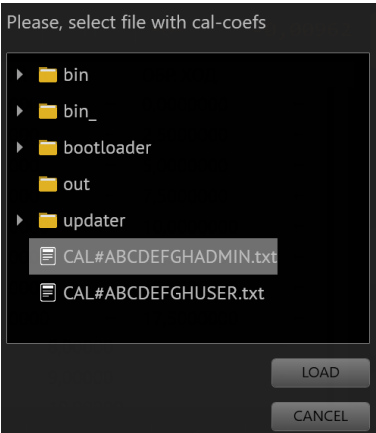 Please, select file with cal-coefs
bin
bin_
bootloader
out
updater
CAL#ABCDEFGHADMIN.txt
CAL#ABCDEFGHUSER.txt
LOAD
CANCEL